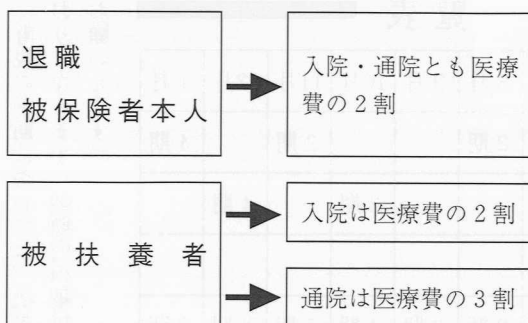 退職
被保険者本人
入院・通院とも医療
費の2割
被扶養者
入院は医療費の2割
通院は医療費の3割